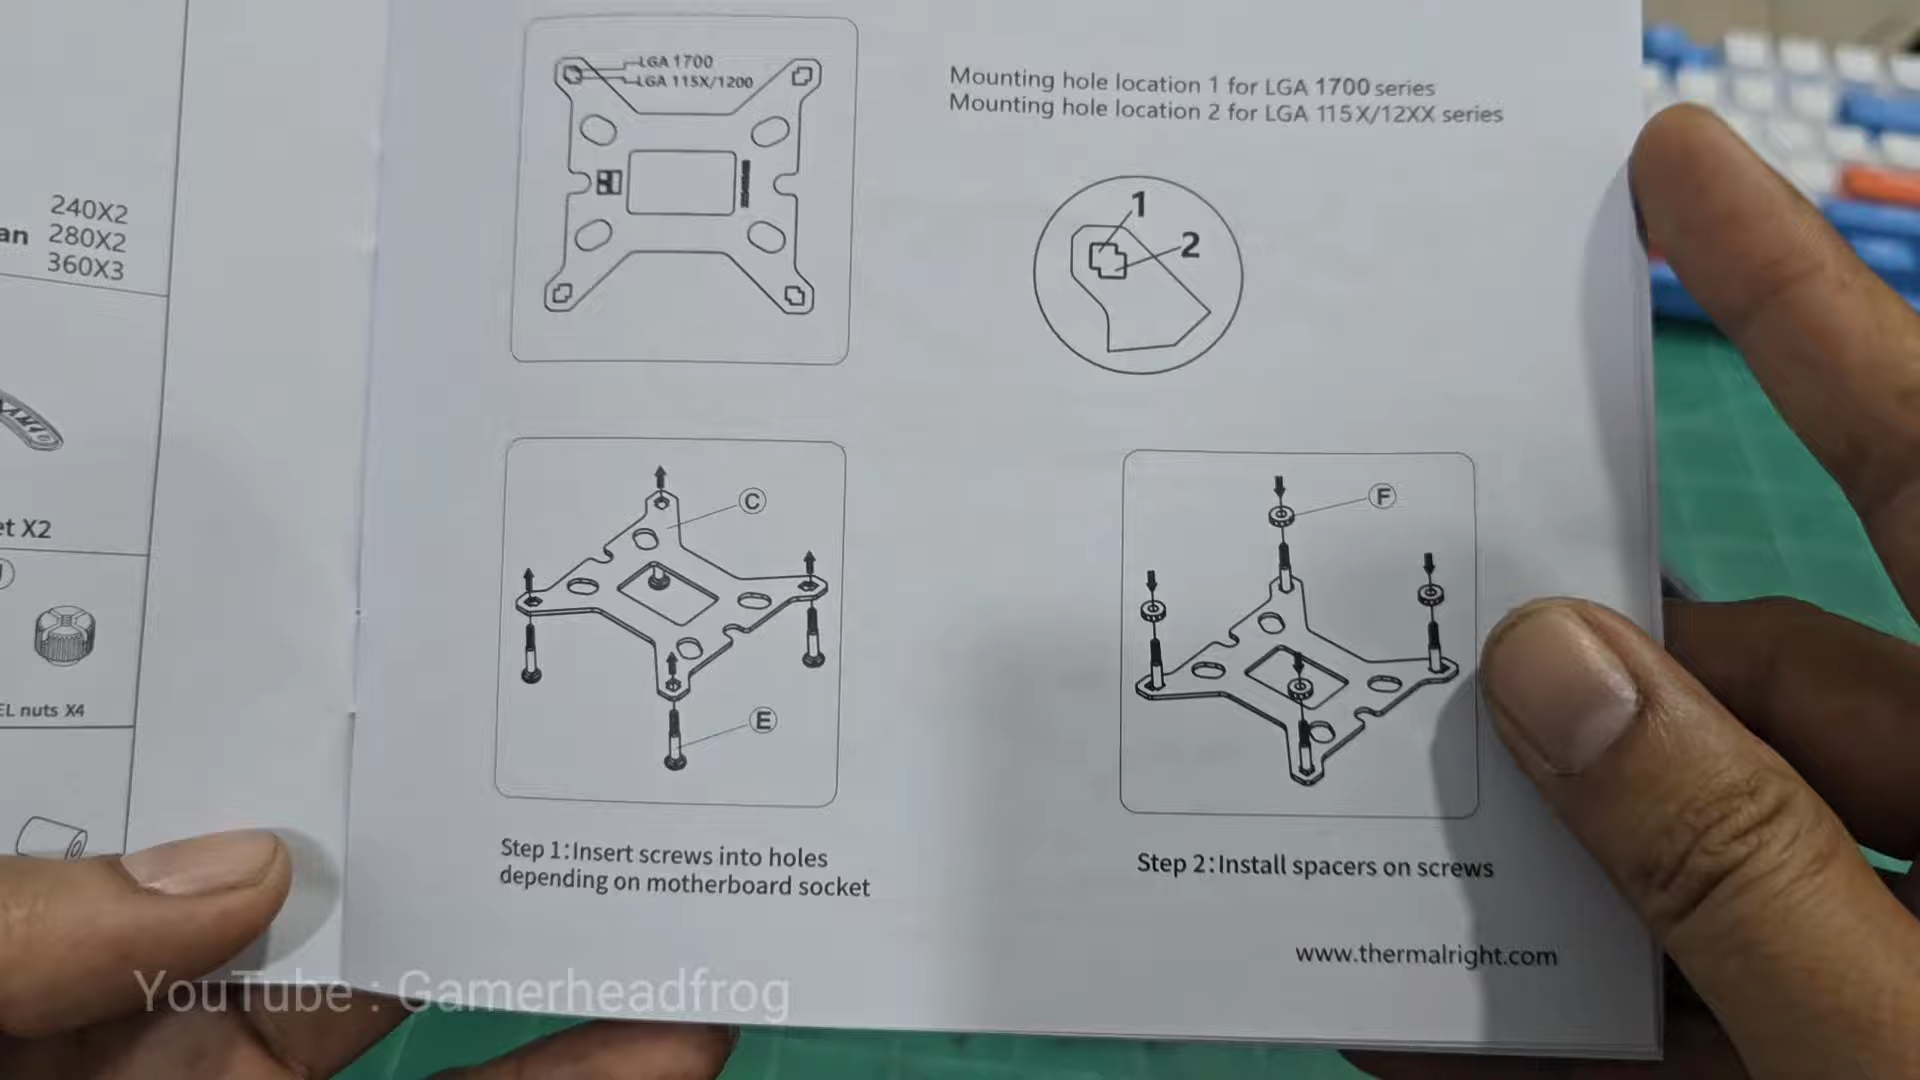 240X2
an 280X2
360X3
et X2
EL nuts X4
LGA 1700
LGA 115X/1200
Mounting hole location 1 for LGA 1700 series
Mounting hole location 2 for LGA 115X/12XX series
1
2
C
E
Step 1:Insert screws into holes
depending on motherboard socket
F
Step 2:Install spacers on screws
www.thermalright.com
YouTube : Gamerheadfrog